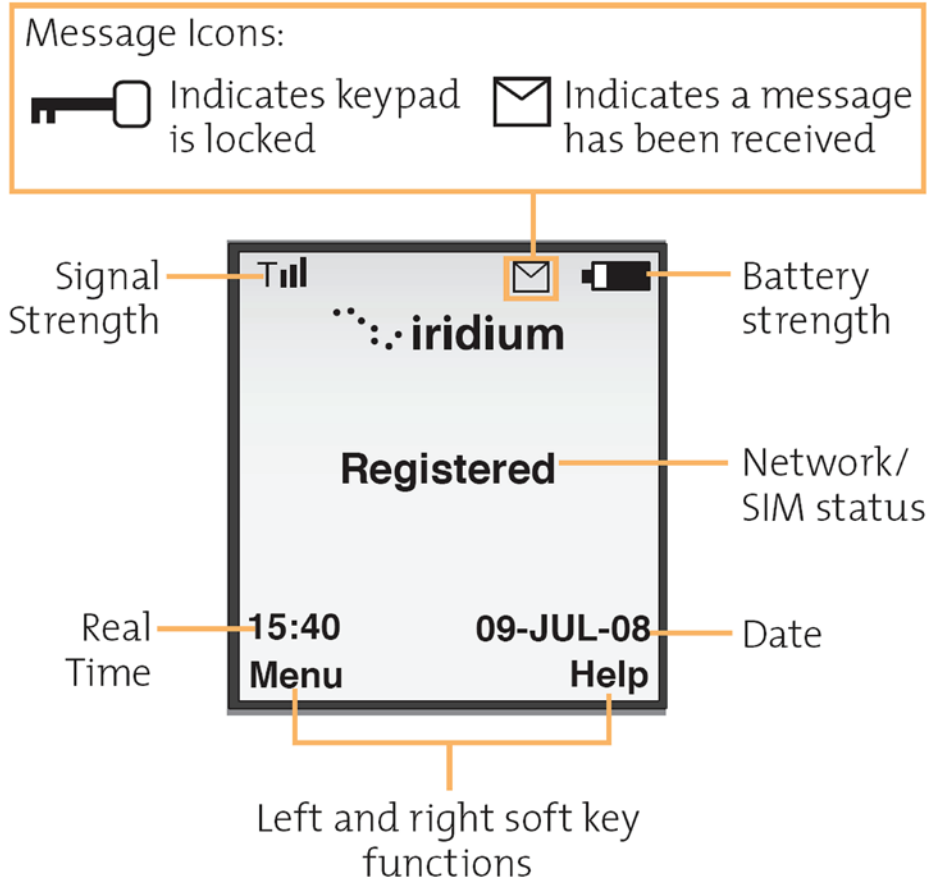 Message Icons:
Indicates keypad
is locked
Indicates a message
has been received
Signal
Strength
Battery
strength
iridium
Registered
Network/
SIM status
Real
Time
15:40
09-JUL-08
Date
Menu
Help
Left and right soft key
functions